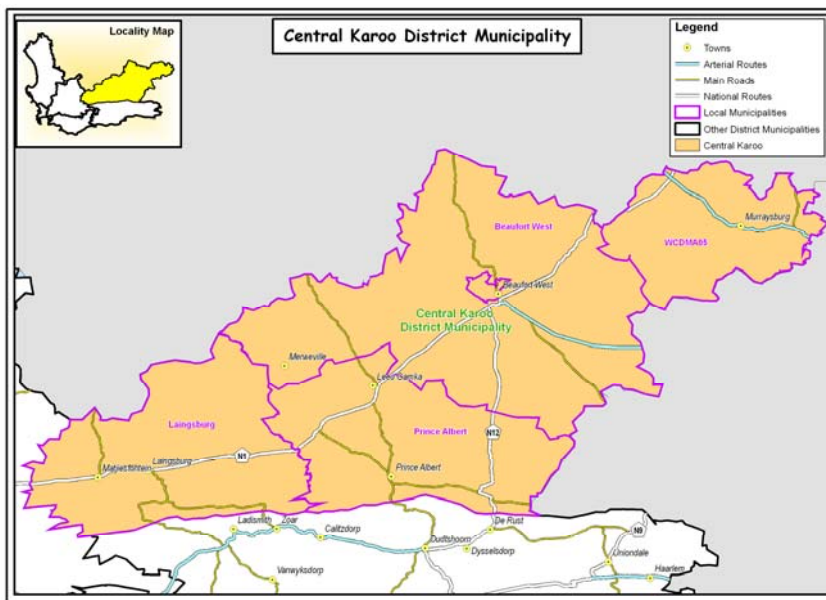 Locality Map
Central Karoo District Municipality
Legend
Towns
Arterial Routes
Main Roads
National Routes
Local Municipalities
Other District Municipalities
Central Karoo
Murraysburg
Beaufort West
WCDMA05
Beaufort West
Central Karoo
District Municipality
Merweville
Leeu Gamka
Laingsburg
Prince Albert
N12
Laingsburg
N1
Matjiesfontein
Prince Albert
Ladismith
Zoar
De Rust
N9
Calitzdorp
Oudtshoorn
Dysselsdorp
Uniondale
Vanwyksdorp
Haarlem